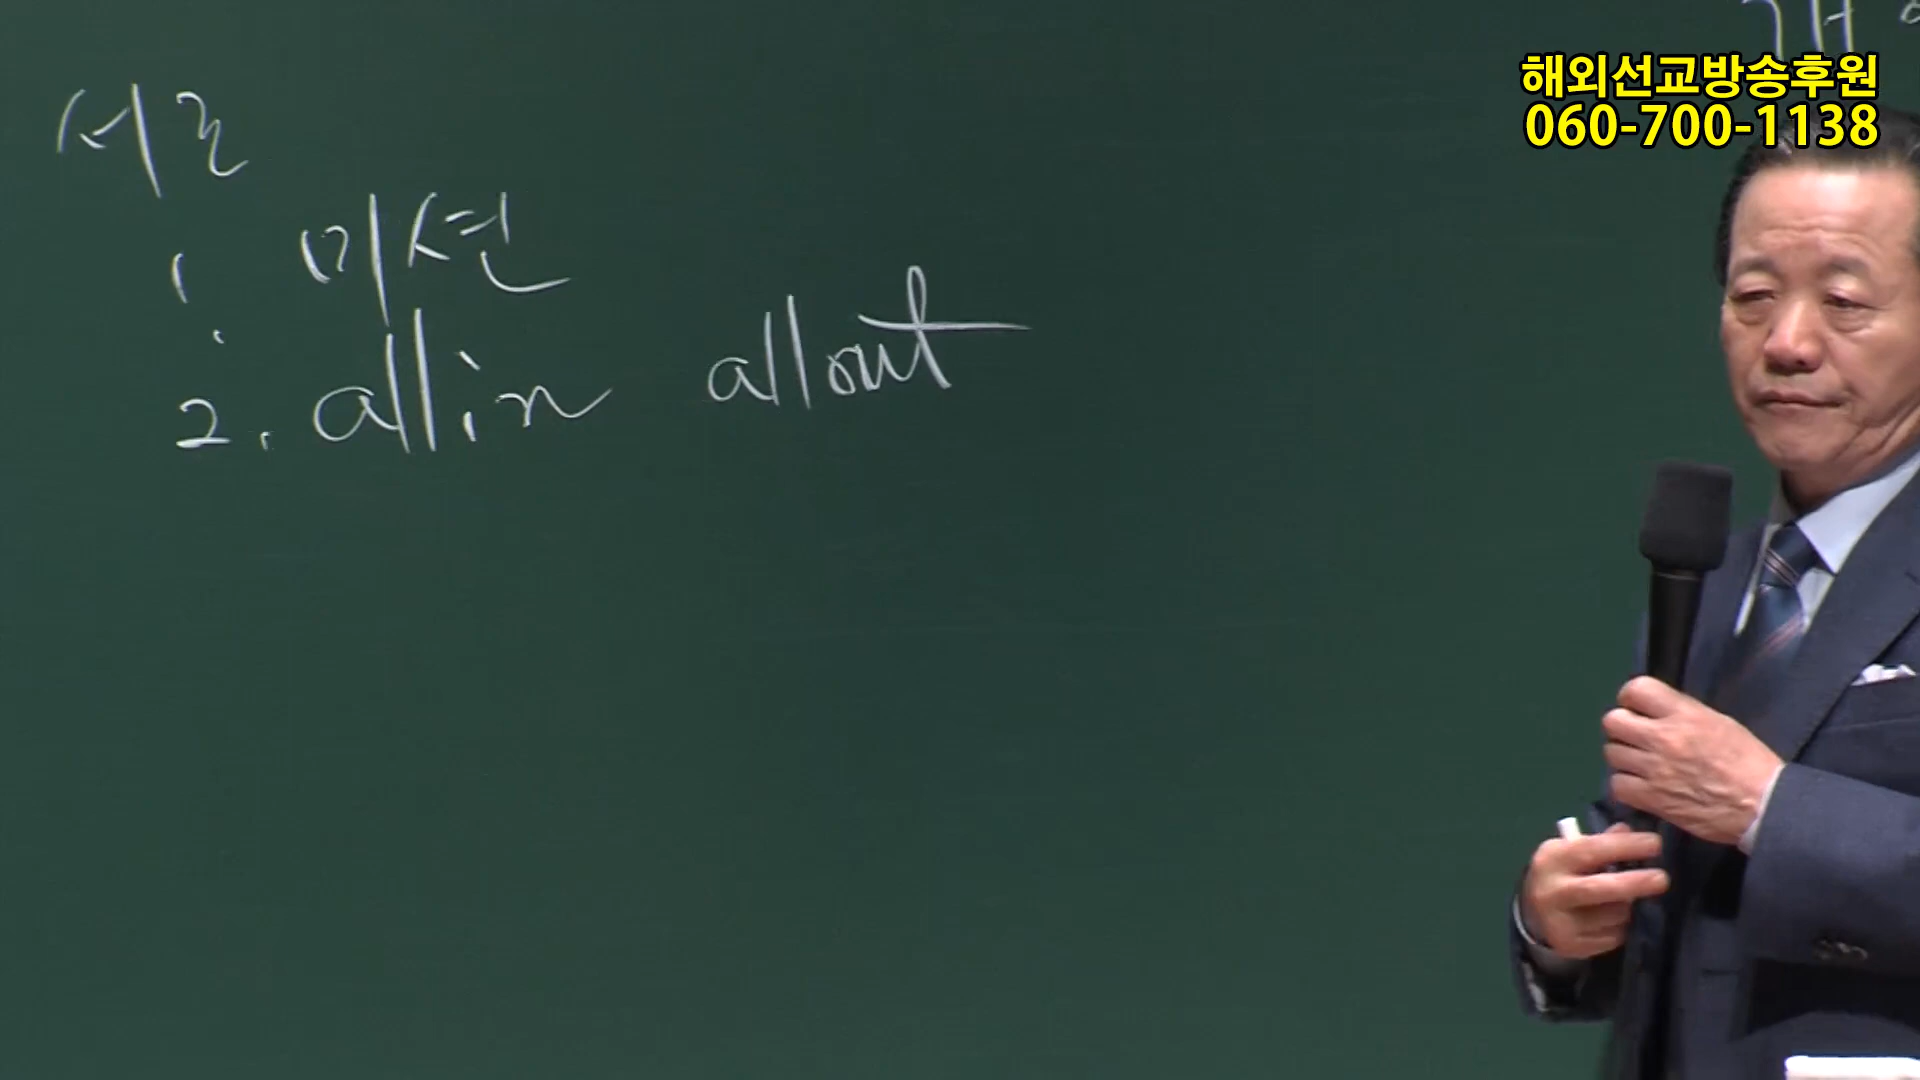 해외선교방송후원
060-700-1138
서론
1. 미션
2. all in all out